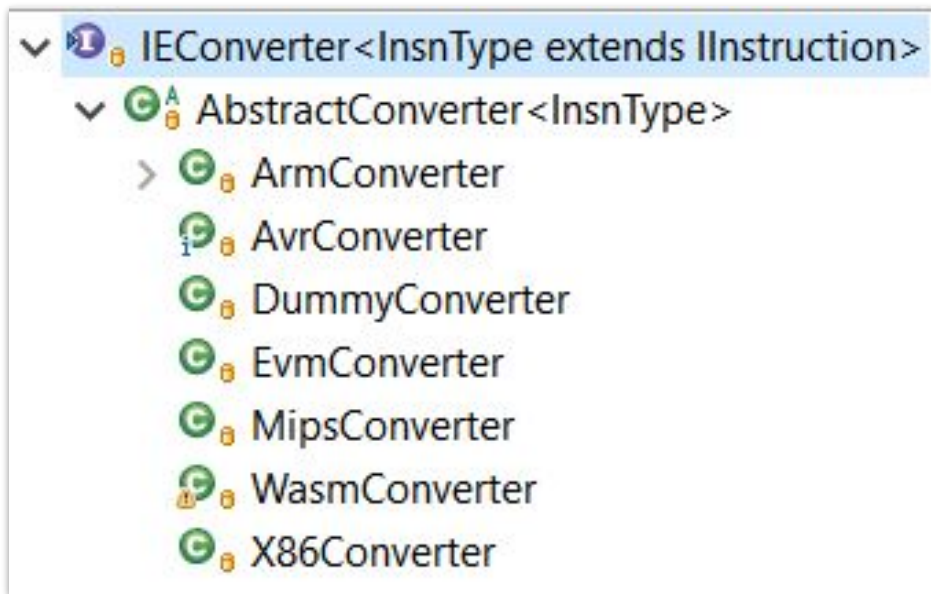 IEConverter<InsnType extends IInstruction>
AbstractConverter<InsnType>
ArmConverter
AvrConverter
DummyConverter
EvmConverter
MipsConverter
WasmConverter
X86Converter